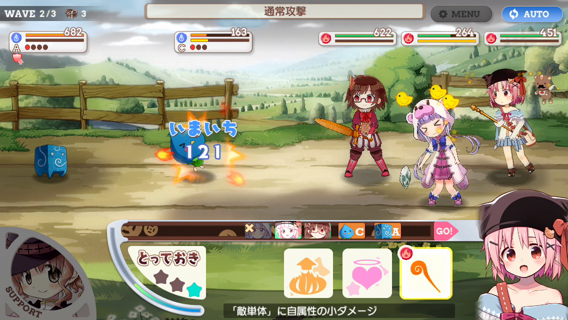 WAVE 2/3 3
通常攻撃
MENU
AUTO
682
A
163
C
622
264
451
いまいち
121
C
A
GO!
とっておき
SUPPORT
「敵単体」に自属性の小ダメージ